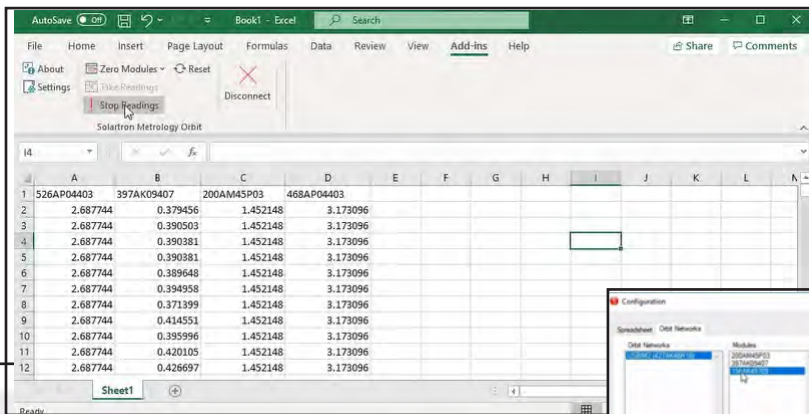 AutoSave Off Book1 - Excel Search
File Home Insert Page Layout Formulas Data Review View Add-ins Help Share Comments
About Zero Modules Reset
Settings Take Readings Disconnect
Stop Readings
Solartron Metrology Orbit
I4 fx
A B C D E F G H I J K L N
1 526AP04403 397AK09407 200AM45P03 468AP04403
2 2.687744 0.379456 1.452148 3.173096
3 2.687744 0.390503 1.452148 3.173096
4 2.687744 0.390381 1.452148 3.173096
5 2.687744 0.390381 1.452148 3.173096
6 2.687744 0.389648 1.452148 3.173096
7 2.687744 0.394958 1.452148 3.173096
8 2.687744 0.371399 1.452148 3.173096
9 2.687744 0.414551 1.452148 3.173096
10 2.687744 0.395996 1.452148 3.173096
11 2.687744 0.420105 1.452148 3.173096
12 2.687744 0.426697 1.452148 3.173096
Sheet1
Ready
Configuration
Spreadsheet Orbit Networks
Orbit Networks Modules
200AM45P03
397AK09407